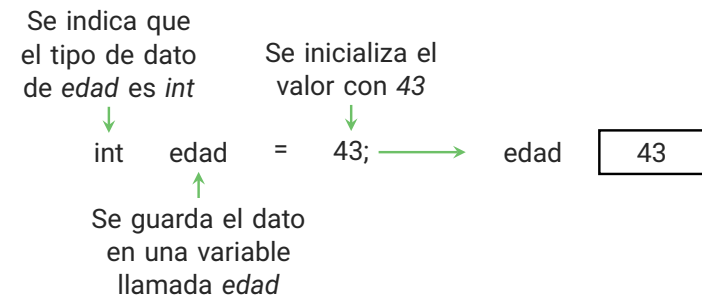 Se indica que
el tipo de dato
de edad es int
Se inicializa el
valor con 43
int edad = 43; edad 43
Se guarda el dato
en una variable
llamada edad